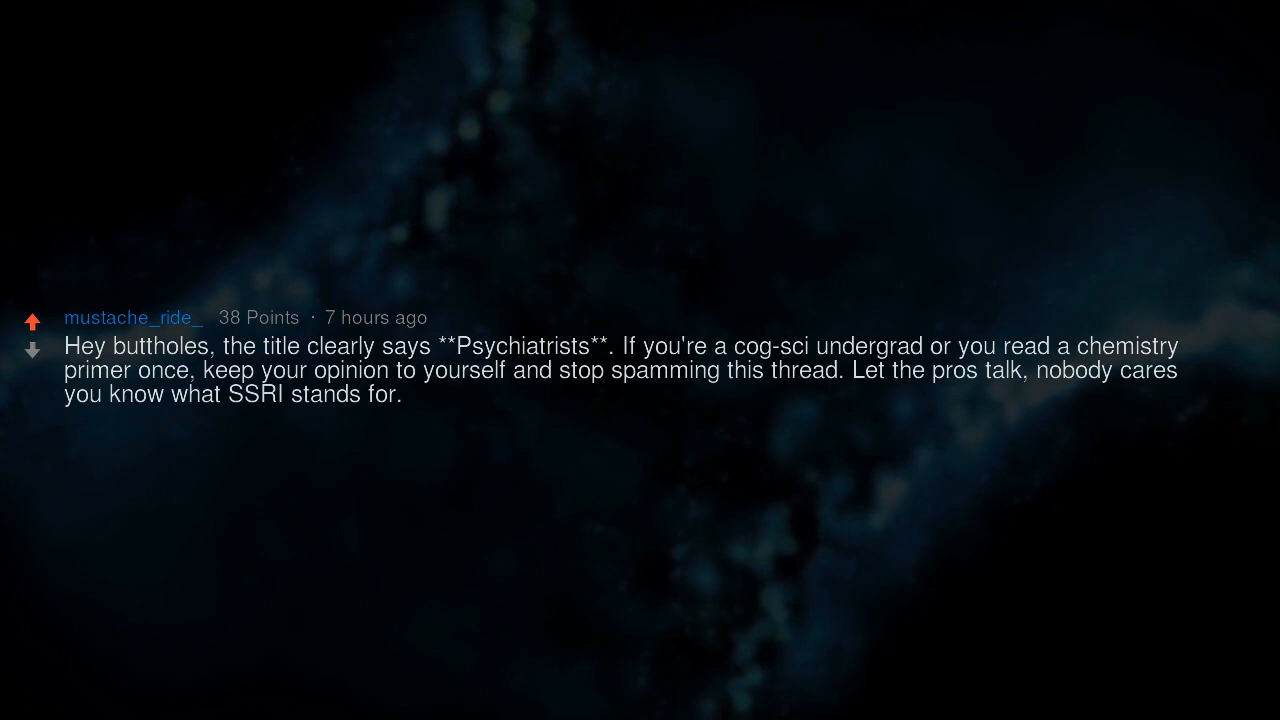 mustache_ride_ 38 Points · 7 hours ago
Hey buttholes, the title clearly says **Psychiatrists**. If you're a cog-sci undergrad or you read a chemistry
primer once, keep your opinion to yourself and stop spamming this thread. Let the pros talk, nobody cares
you know what SSRI stands for.